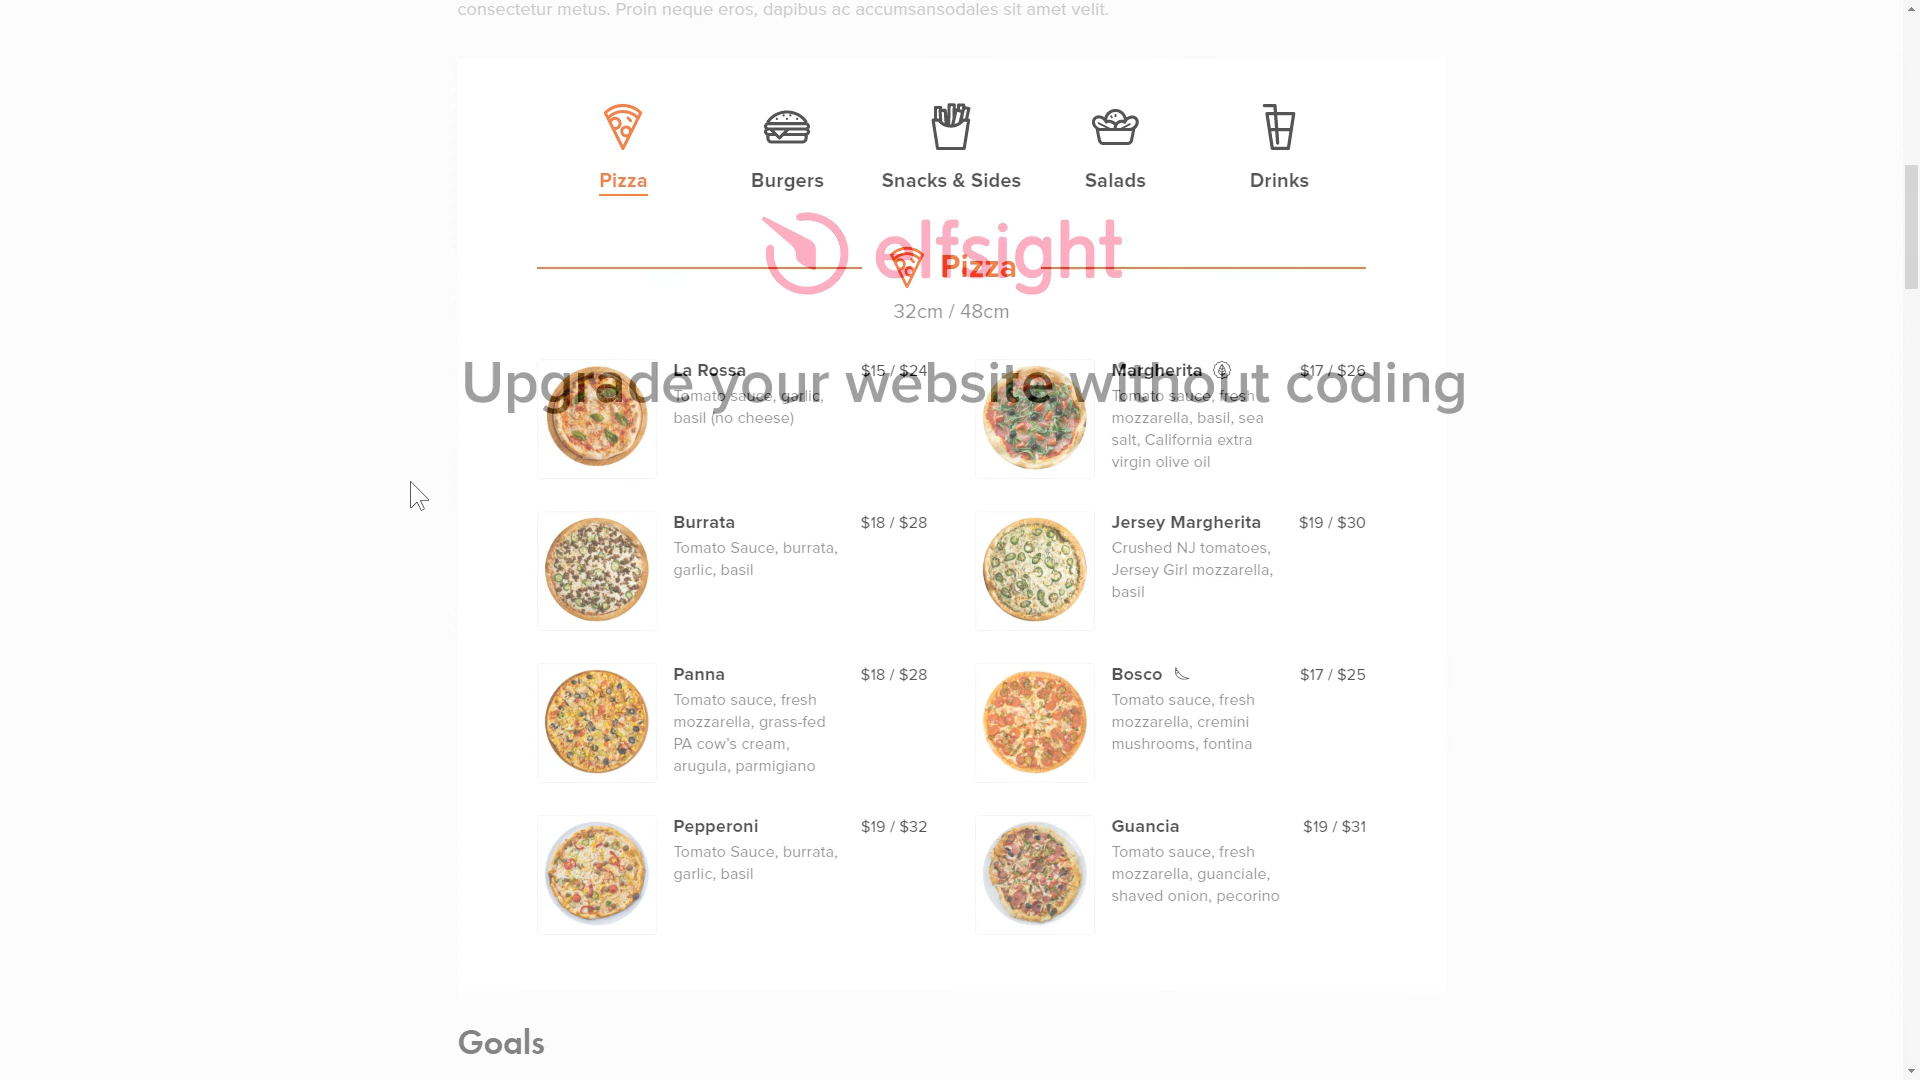 consectetur metus. Proin neque eros, dapibus ac accumsansodales sit amet velit.
Pizza
Burgers
Snacks & Sides
Salads
Drinks
elfsight
Pizza
32cm / 48cm
Upgrade your website without coding
La Rossa $15 / $24
Tomato sauce, garlic,
basil (no cheese)
Margherita $17 / $26
Tomato sauce, fresh
mozzarella, basil, sea
salt, California extra
virgin olive oil
Burrata $18 / $28
Tomato Sauce, burrata,
garlic, basil
Jersey Margherita $19 / $30
Crushed NJ tomatoes,
Jersey Girl mozzarella,
basil
Panna $18 / $28
Tomato sauce, fresh
mozzarella, grass-fed
PA cow's cream,
arugula, parmigiano
Bosco $17 / $25
Tomato sauce, fresh
mozzarella, cremini
mushrooms, fontina
Pepperoni $19 / $32
Tomato Sauce, burrata,
garlic, basil
Guancia $19 / $31
Tomato sauce, fresh
mozzarella, guanciale,
shaved onion, pecorino
Goals